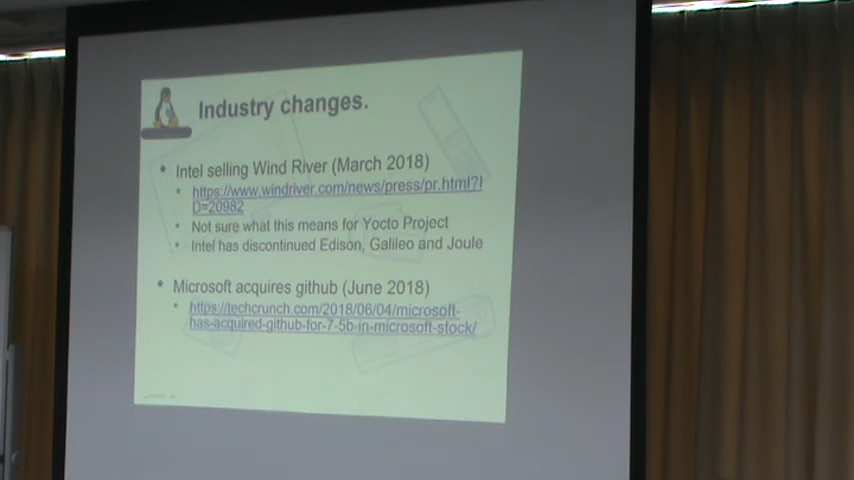 Industry changes.
• Intel selling Wind River (March 2018)
• https://www.windriver.com/news/press/pr.html?I
D=20982
• Not sure what this means for Yocto Project
• Intel has discontinued Edison, Galileo and Joule
• Microsoft acquires github (June 2018)
• https://techcrunch.com/2018/06/04/microsoft-
has-acquired-github-for-7-5b-in-microsoft-stock/